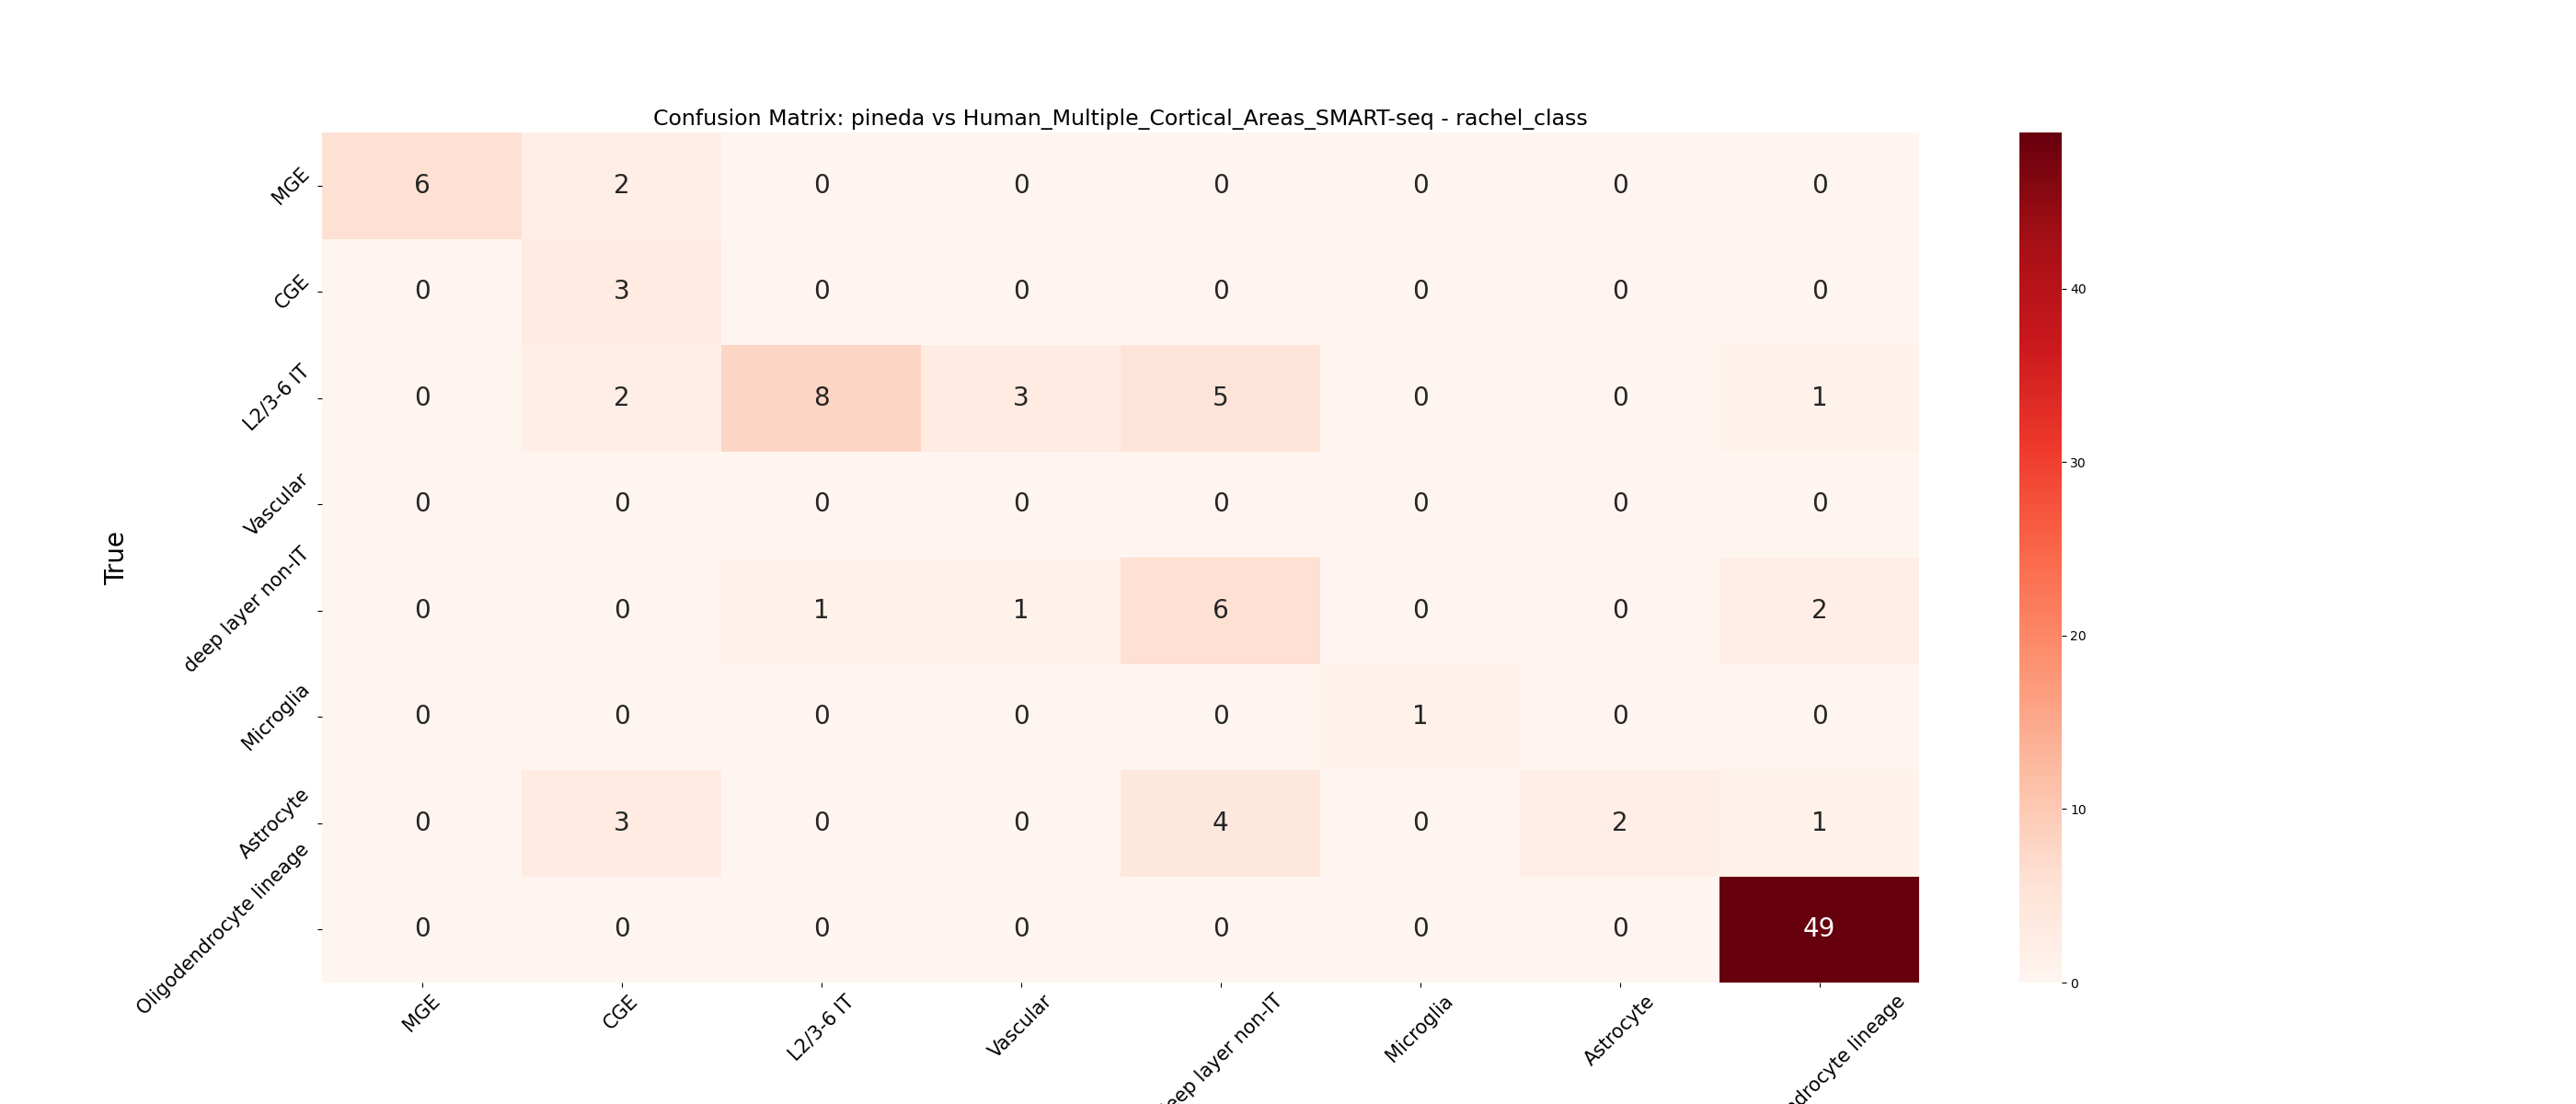 Confusion Matrix: pineda vs Human_Multiple_Cortical_Areas_SMART-seq - rachel_class
MGE 6 2 0 0 0 0 0 0
CGE 0 3 0 0 0 0 0 0
L2/3-6 IT 0 2 8 3 5 0 0 1
Vascular 0 0 0 0 0 0 0 0
deep layer non-IT 0 0 1 1 6 0 0 2
Microglia 0 0 0 0 0 1 0 0
Astrocyte 0 3 0 0 4 0 2 1
Oligodendrocyte lineage 0 0 0 0 0 0 0 49
True
MGE CGE L2/3-6 IT Vascular layer non-IT Microglia Astrocyte lineage
40
30
20
10
0